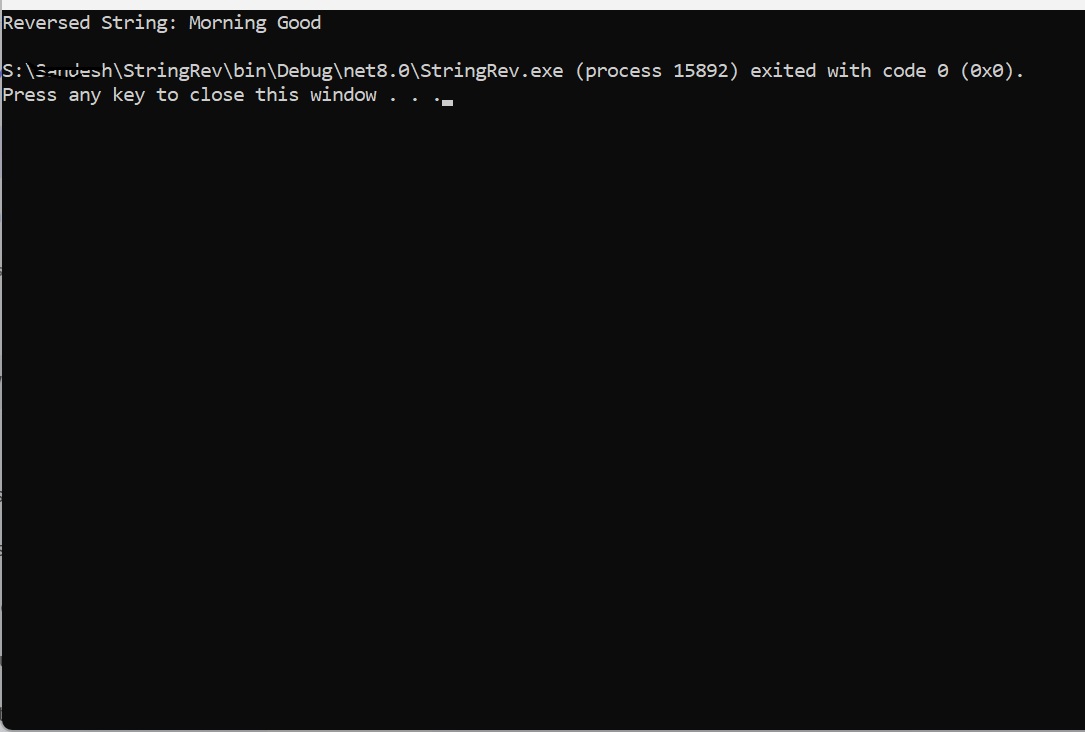 Reversed String: Morning Good
S:\Sandesh\StringRev\bin\Debug\net8.0\StringRev.exe (process 15892) exited with code 0 (0x0).
Press any key to close this window . . .